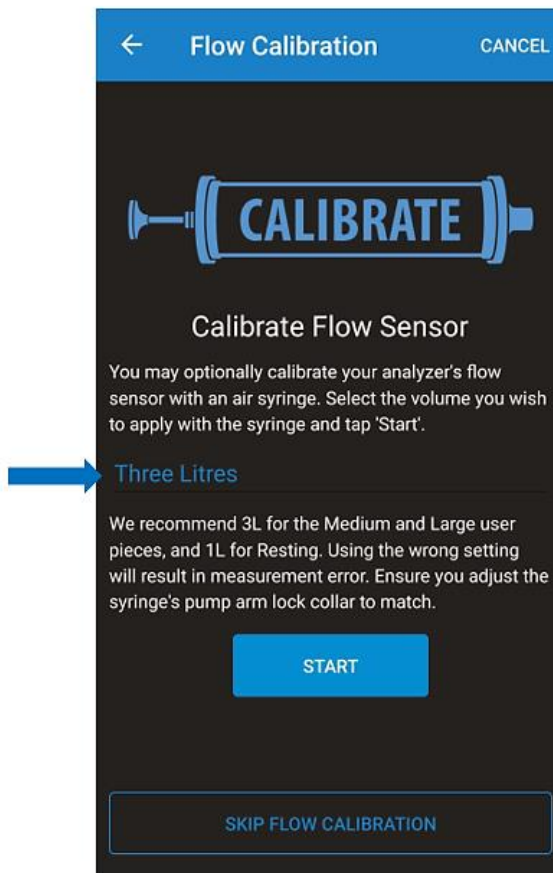 Flow Calibration
CANCEL
CALIBRATE
Calibrate Flow Sensor
You may optionally calibrate your analyzer's flow
sensor with an air syringe. Select the volume you wish
to apply with the syringe and tap 'Start'.
Three Litres
We recommend 3L for the Medium and Large user
pieces, and 1L for Resting. Using the wrong setting
will result in measurement error. Ensure you adjust the
syringe's pump arm lock collar to match.
START
SKIP FLOW CALIBRATION